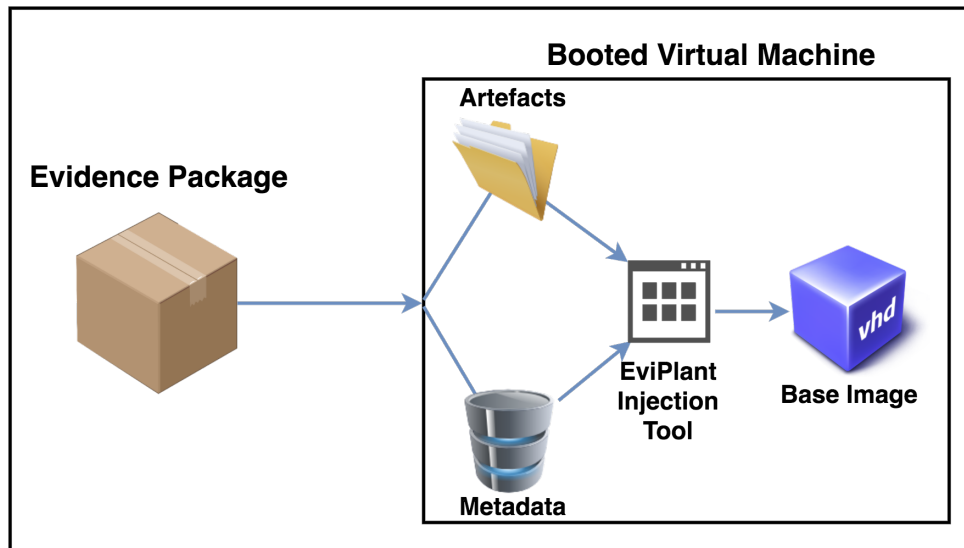 Booted Virtual Machine
Artefacts
Evidence Package
vhd
EviPlant
Injection
Tool
Base Image
Metadata